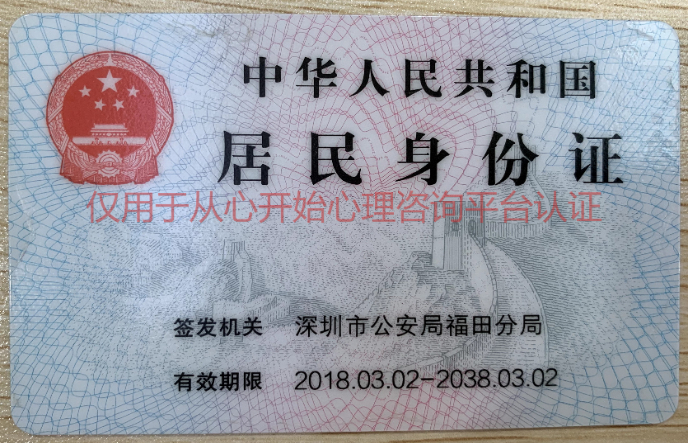 中华人民共和国
居民身份证
仅用于从心开始心理咨询平台认证
签发机关 深圳市公安局福田分局
有效期限 2018.03.02-2038.03.02